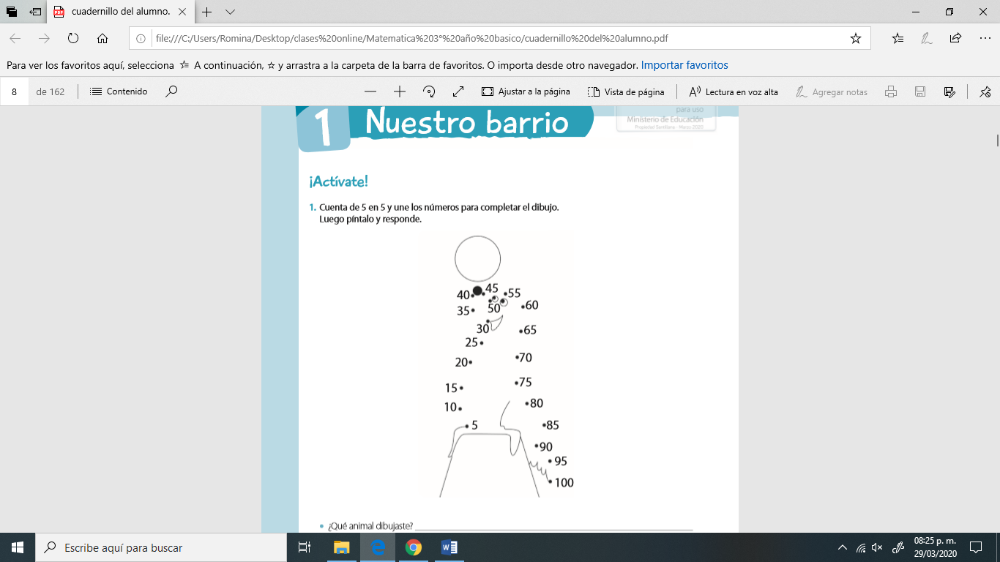 cuadernillo del alumno.
file:///C:/Users/Romina/Desktop/clases%20online/Matematica%203°%20año%20basico/cuadernillo%20del%20alumno.pdf
Para ver los favoritos aquí, selecciona A continuación, y arrastra a la carpeta de la barra de favoritos. O importa desde otro navegador. Importar favoritos
8 de 162 Contenido Ajustar a la página Vista de página Lectura en voz alta Agregar notas
1 Nuestro barrio
para uso
Ministerio de Educación
Propiedad Santillana - Marzo 2020
¡Actívate!
1. Cuenta de 5 en 5 y une los números para completar el dibujo.
Luego píntalo y responde.
40 45 55
35 50 60
30 65
25
20 70
15 75
10 80
5 85
90
95
100
• ¿Qué animal dibujaste?
Escribe aquí para buscar
08:25 p. m.
29/03/2020